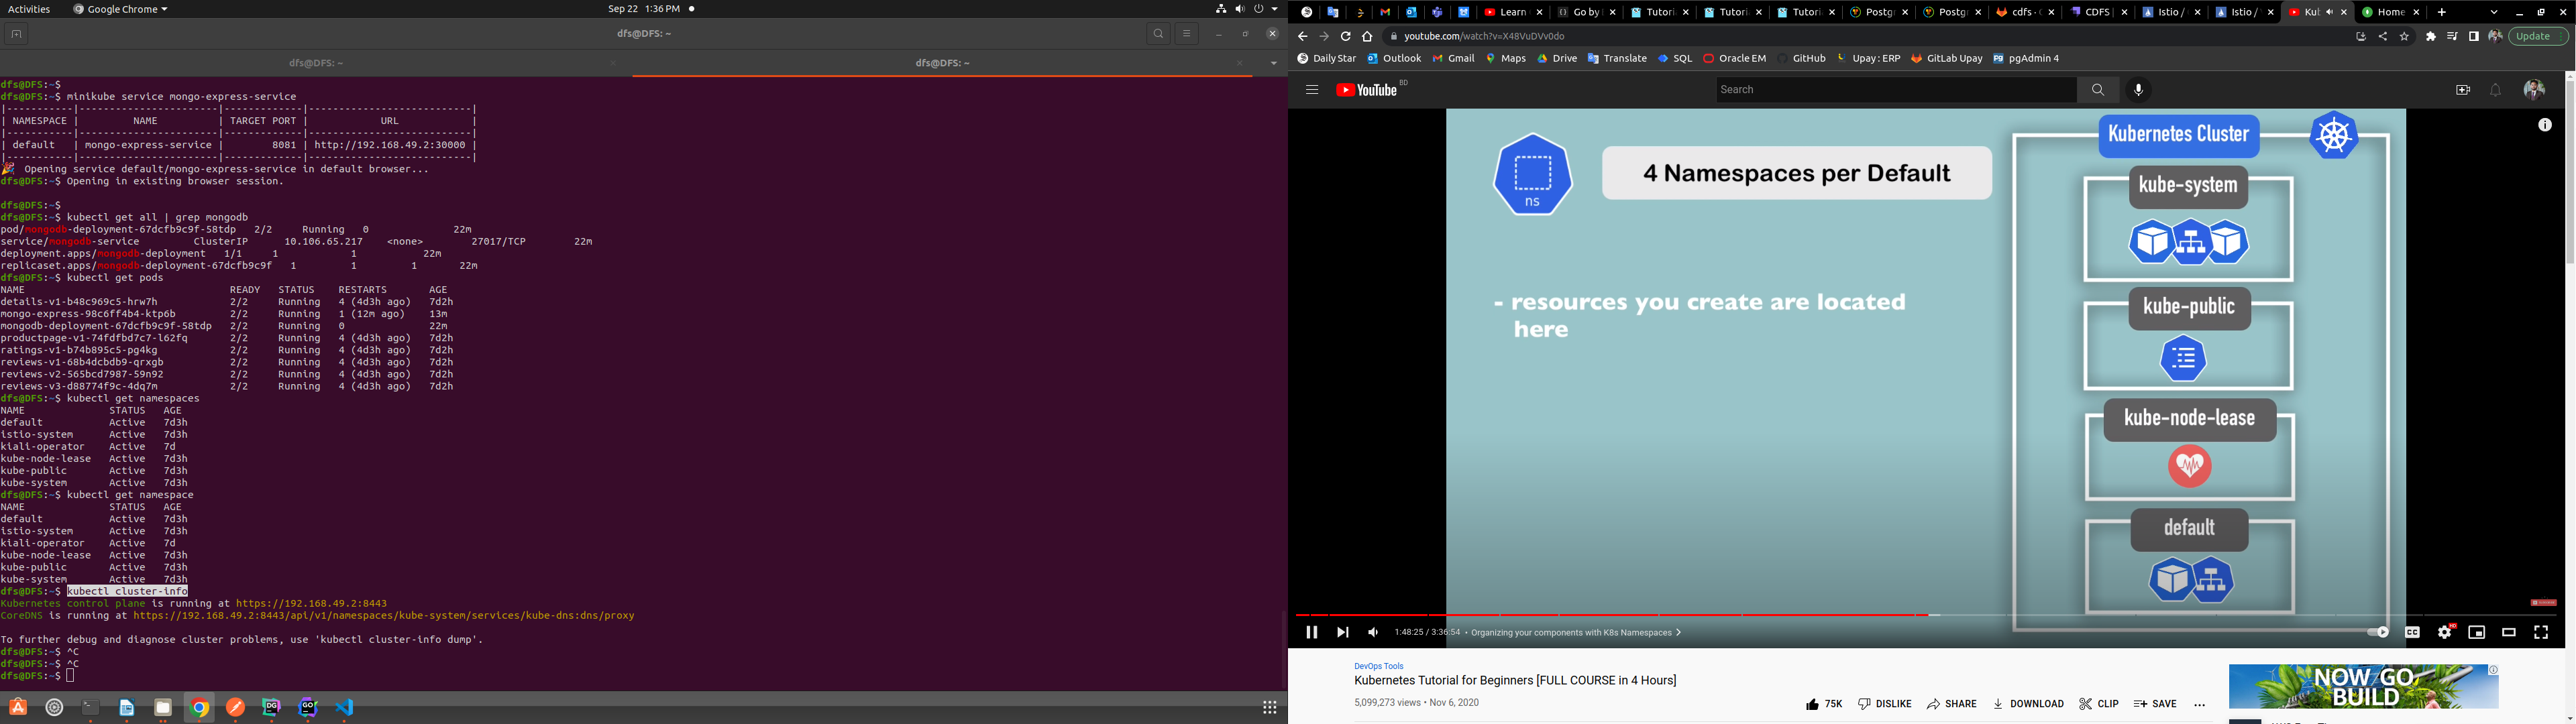 Activities Google Chrome Sep 22 1:36 PM
dfs@DFS: ~
dfs@DFS: ~ dfs@DFS: ~
dfs@DFS:~$
dfs@DFS:~$ minikube service mongo-express-service
|-----------|-----------------------|-------------|---------------------------|
| NAMESPACE | NAME | TARGET PORT | URL |
|-----------|-----------------------|-------------|---------------------------|
| default | mongo-express-service | 8081 | http://192.168.49.2:30000 |
|-----------|-----------------------|-------------|---------------------------|
🎉 Opening service default/mongo-express-service in default browser...
dfs@DFS:~$ Opening in existing browser session.
dfs@DFS:~$
dfs@DFS:~$ kubectl get all | grep mongodb
pod/mongodb-deployment-67dcfb9c9f-58tdp 2/2 Running 0 22m
service/mongodb-service ClusterIP 10.106.65.217 <none> 27017/TCP 22m
deployment.apps/mongodb-deployment 1/1 1 1 22m
replicaset.apps/mongodb-deployment-67dcfb9c9f 1 1 1 22m
dfs@DFS:~$ kubectl get pods
NAME READY STATUS RESTARTS AGE
details-v1-b48c969c5-hrw7h 2/2 Running 4 (4d3h ago) 7d2h
mongo-express-98c6ff4b4-ktp6b 2/2 Running 1 (12m ago) 13m
mongodb-deployment-67dcfb9c9f-58tdp 2/2 Running 0 22m
productpage-v1-74fdfbd7c7-l62fq 2/2 Running 4 (4d3h ago) 7d2h
ratings-v1-b74b895c5-pg4kg 2/2 Running 4 (4d3h ago) 7d2h
reviews-v1-68b4dcbdb9-qrxgb 2/2 Running 4 (4d3h ago) 7d2h
reviews-v2-565bcd7987-59n92 2/2 Running 4 (4d3h ago) 7d2h
reviews-v3-d88774f9c-4dq7m 2/2 Running 4 (4d3h ago) 7d2h
dfs@DFS:~$ kubectl get namespaces
NAME STATUS AGE
default Active 7d3h
istio-system Active 7d3h
kiali-operator Active 7d
kube-node-lease Active 7d3h
kube-public Active 7d3h
kube-system Active 7d3h
dfs@DFS:~$ kubectl get namespace
NAME STATUS AGE
default Active 7d3h
istio-system Active 7d3h
kiali-operator Active 7d
kube-node-lease Active 7d3h
kube-public Active 7d3h
kube-system Active 7d3h
dfs@DFS:~$ kubectl cluster-info
Kubernetes control plane is running at https://192.168.49.2:8443
CoreDNS is running at https://192.168.49.2:8443/api/v1/namespaces/kube-system/services/kube-dns:dns/proxy
To further debug and diagnose cluster problems, use 'kubectl cluster-info dump'.
dfs@DFS:~$ ^C
dfs@DFS:~$ ^C
dfs@DFS:~$
DG GO
Learn Go by Tutori Tutori Tutori Postgr Postgr cdfs · CDFS Istio / Istio / Kub Home
youtube.com/watch?v=X48VuDVv0do Update
Daily Star Outlook Gmail Maps Drive Translate SQL Oracle EM GitHub Upay : ERP GitLab Upay pgAdmin 4
YouTube BD Search
ns
4 Namespaces per Default
- resources you create are located
here
Kubernetes Cluster
kube-system
kube-public
kube-node-lease
default
1:48:25 / 3:36:54 • Organizing your components with K8s Namespaces
CC HD
DevOps Tools
Kubernetes Tutorial for Beginners [FULL COURSE in 4 Hours]
5,099,273 views • Nov 6, 2020
75K DISLIKE SHARE DOWNLOAD CLIP SAVE
NOW GO
BUILD